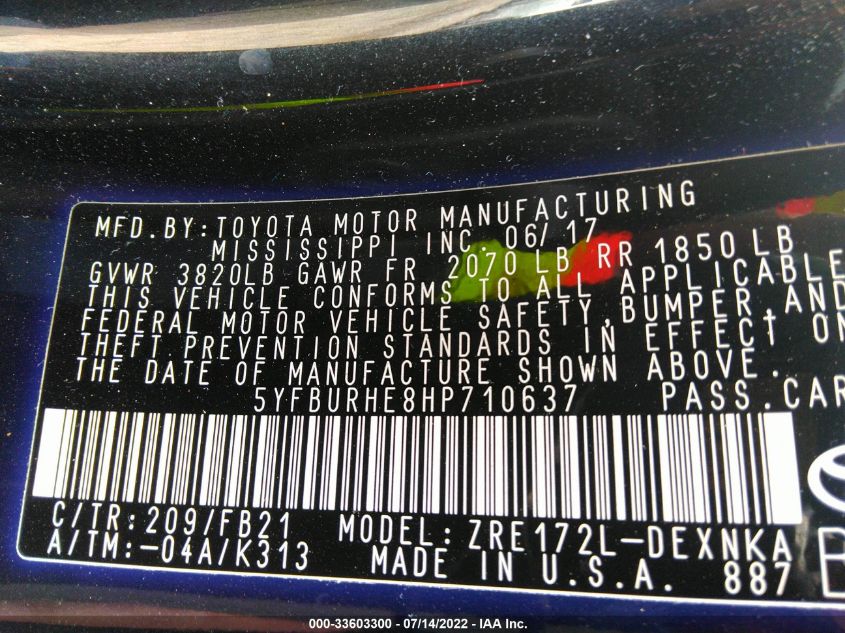 MFD.BY:TOYOTA MOTOR MANUFACTURING
MISSISSIPPI INC. 06/17
GVWR 3820LB GAWR FR 2070 LB RR 1850 LB
THIS VEHICLE CONFORMS TO ALL APPLICABLE
FEDERAL MOTOR VEHICLE SAFETY,BUMPER,AND
THEFT PREVENTION STANDARDS IN EFFECT ON
THE DATE OF MANUFACTURE SHOWN ABOVE.
5YFBURHE8HP710637 PASS.CAR
C/TR:209/FB21 MODEL:ZRE172L-DEXNKA
A/TM:-04A/K313 MADE IN U.S.A. 887
000-33603300 - 07/14/2022 - IAA Inc.